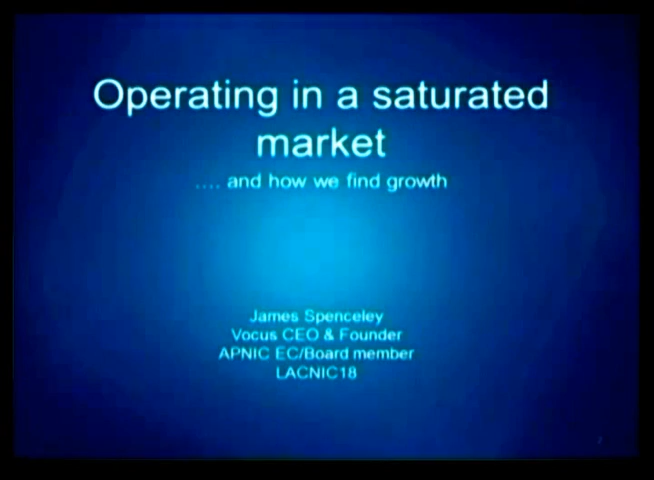 Operating in a saturated
market
.... and how we find growth
James Spenceley
Vocus CEO & Founder
APNIC EC/Board member
LACNIC18